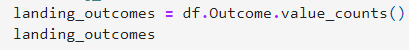 landing_outcomes = df.Outcome.value_counts()
landing_outcomes